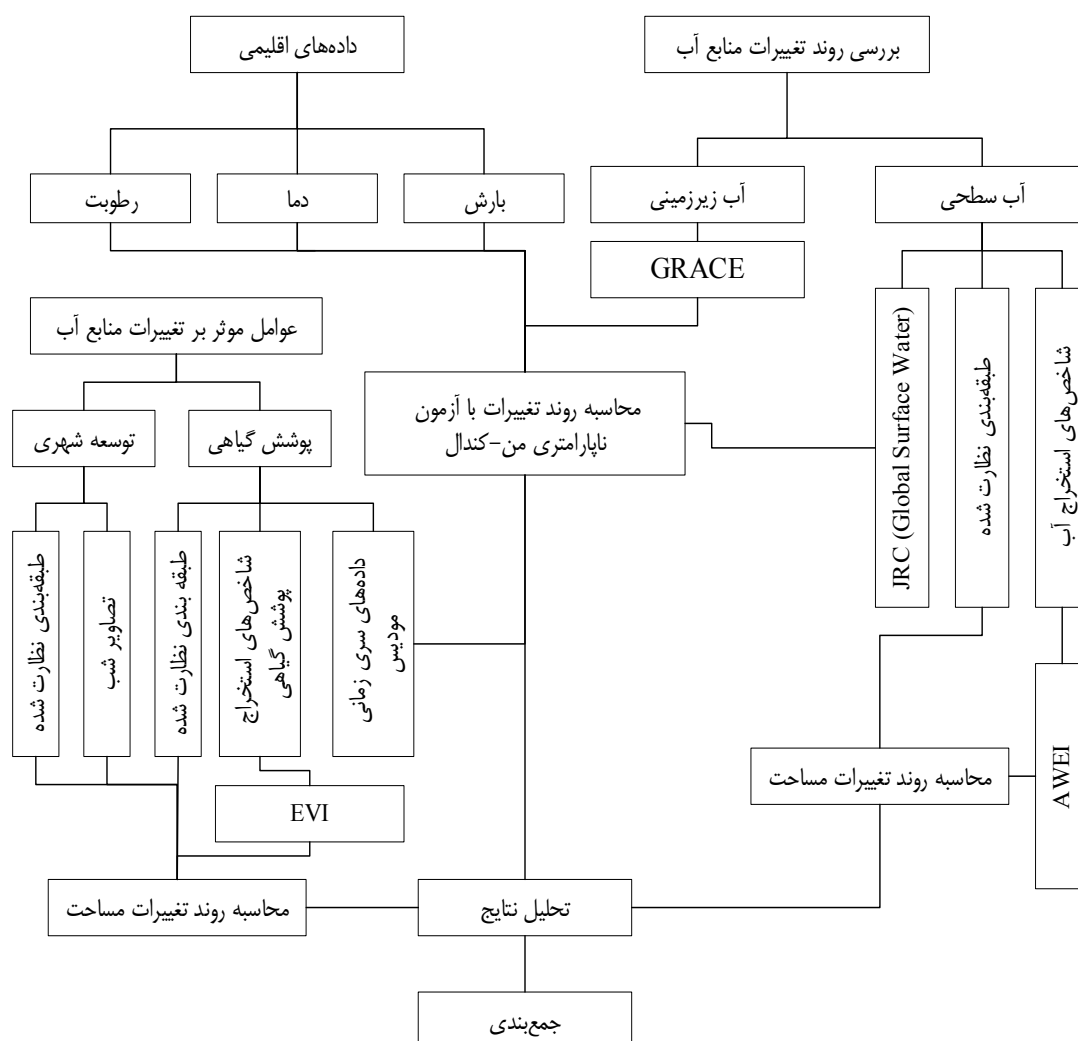 بررسی روند تغییرات منابع آب
داده‌های اقلیمی
آب سطحی
آب زیرزمینی
بارش
دما
رطوبت
GRACE
شاخص‌های استخراج آب
طبقه‌بندی نظارت شده
JRC (Global Surface Water)
عوامل موثر بر تغییرات منابع آب
محاسبه روند تغییرات با آزمون
ناپارامتری من-کندال
پوشش گیاهی
توسعه شهری
داده‌های سری زمانی
مودیس
شاخص‌های استخراج
پوشش گیاهی
طبقه بندی نظارت شده
تصاویر شب
طبقه‌بندی نظارت شده
AWEI
محاسبه روند تغییرات مساحت
EVI
تحلیل نتایج
محاسبه روند تغییرات مساحت
جمع‌بندی